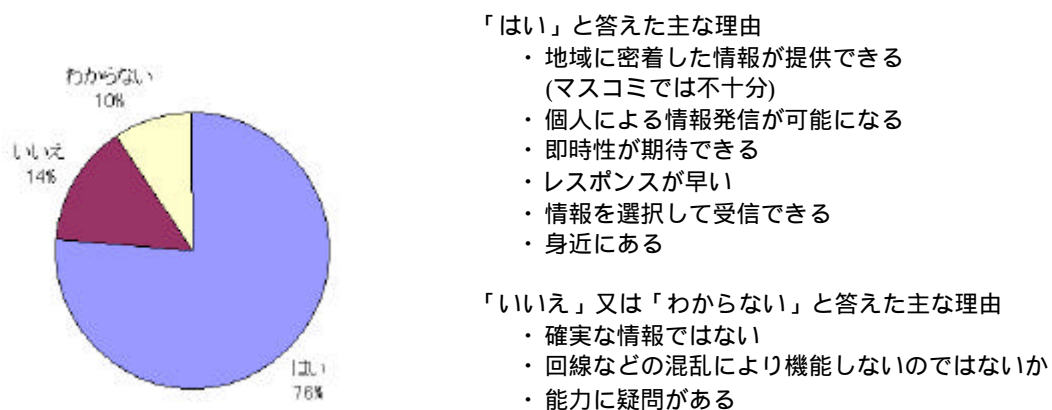 わからない
10%
いいえ
14%
はい
76%
「はい」と答えた主な理由
・地域に密着した情報が提供できる
(マスコミでは不十分)
・個人による情報発信が可能になる
・即時性が期待できる
・レスポンスが早い
・情報を選択して受信できる
・身近にある
「いいえ」又は「わからない」と答えた主な理由
・確実な情報ではない
・回線などの混乱により機能しないのではないか
・能力に疑問がある